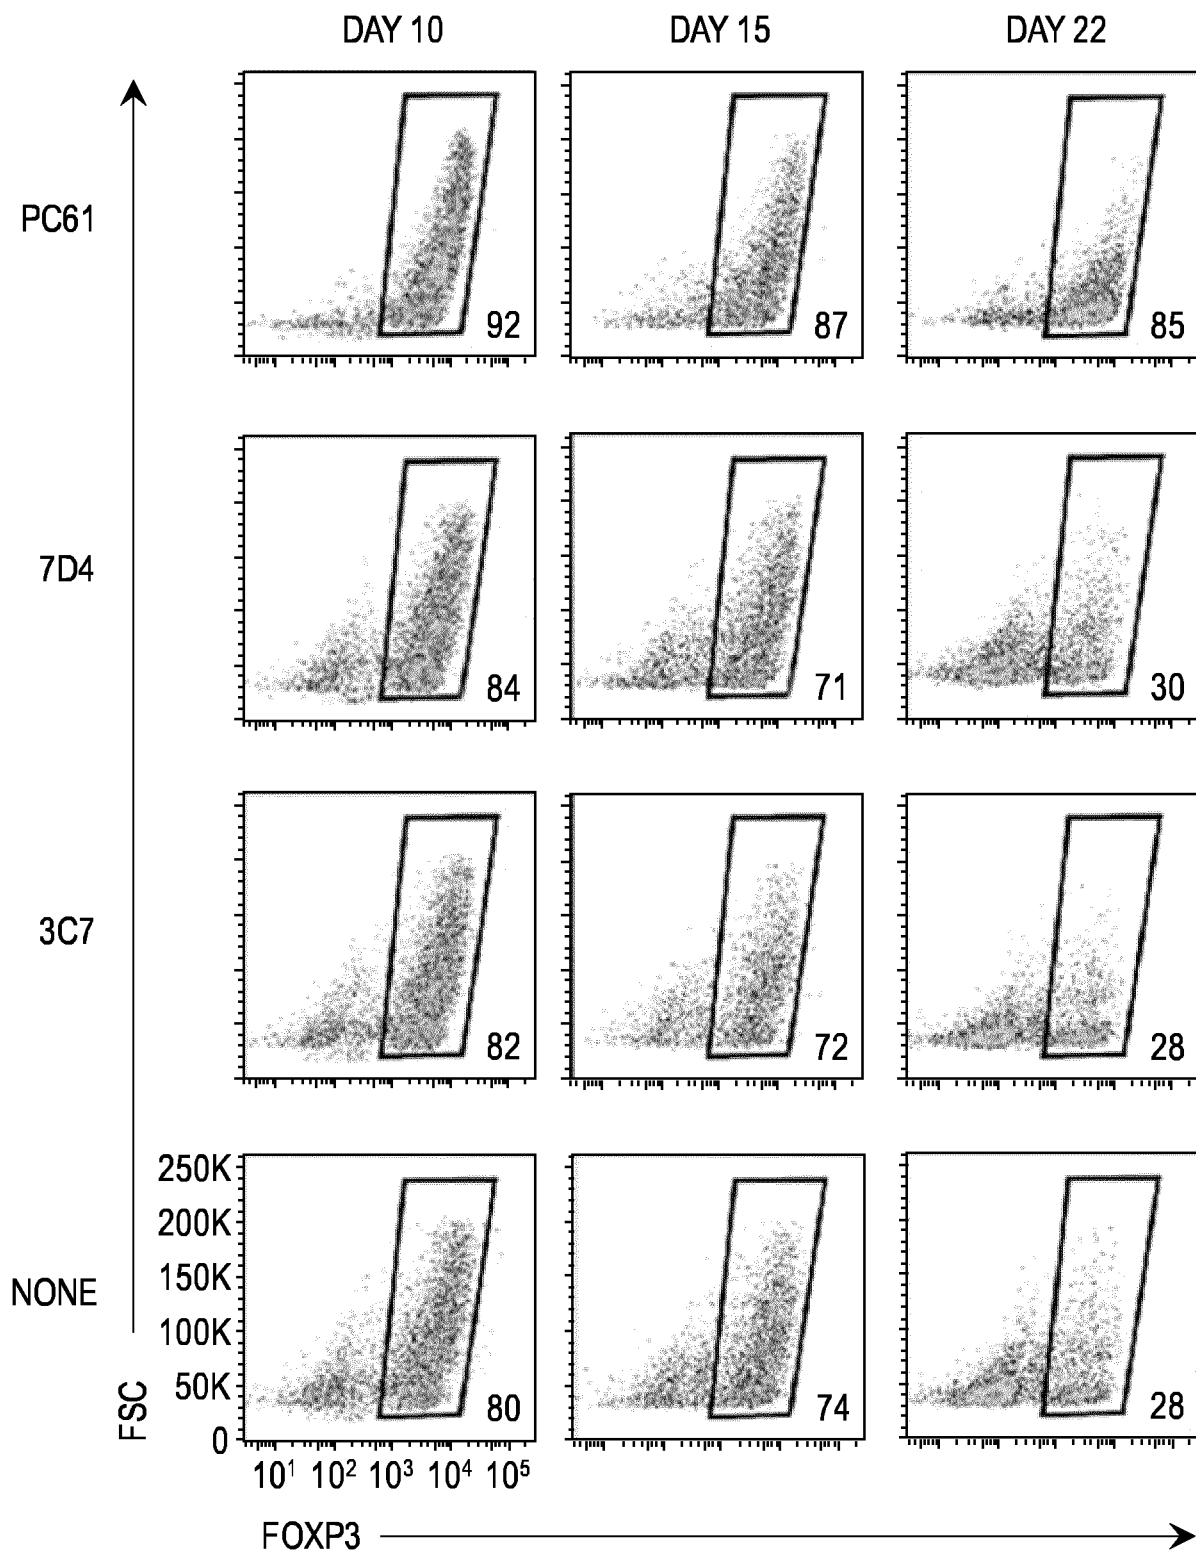 DAY 10 DAY 15 DAY 22
PC61
92 87 85
7D4
84 71 30
3C7
82 72 28
NONE
250K
200K
150K
100K
50K
0
FSC
80 74 28
10¹ 10² 10³ 10⁴ 10⁵
FOXP3